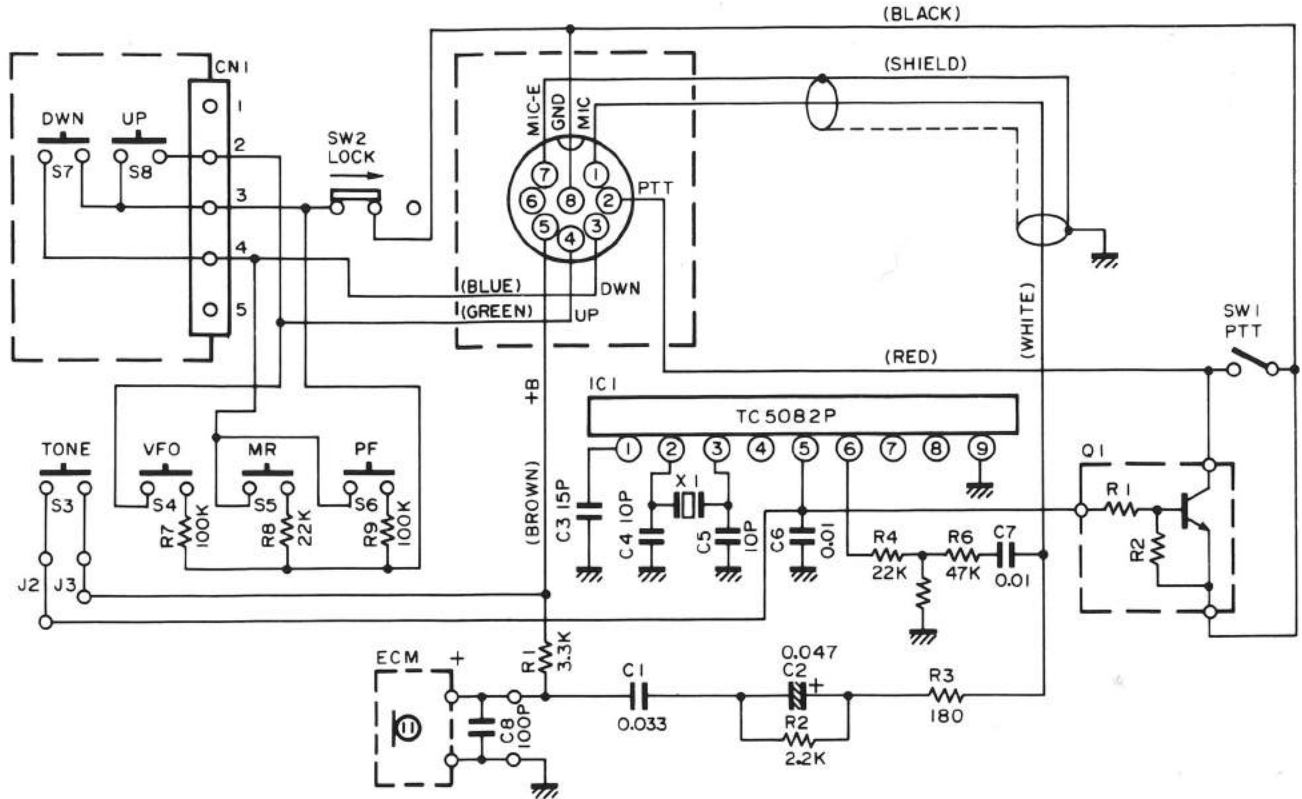 (BLACK)
CN1
(SHIELD)
MIC-E
GND
MIC
1
DWN
UP
2
SW2
LOCK
S7
S8
7
1
PTT
3
6
8
2
5
3
4
4
(BLUE)
DWN
5
(GREEN)
UP
(WHITE)
SW1
PTT
(RED)
+B
IC1
TC5082P
1
2
3
4
5
6
7
8
9
TONE
VFO
MR
PF
Q1
S3
S4
S5
S6
X1
R7
100K
R8
22K
R9
100K
(BROWN)
C3 15P
C4 10P
C5
10P
C6
0.01
R4
22K
R6
47K
C7
0.01
R1
R2
J2
J3
R1
3.3K
ECM
+
C8
100P
C1
0.033
0.047
C2
+
R2
2.2K
R3
180